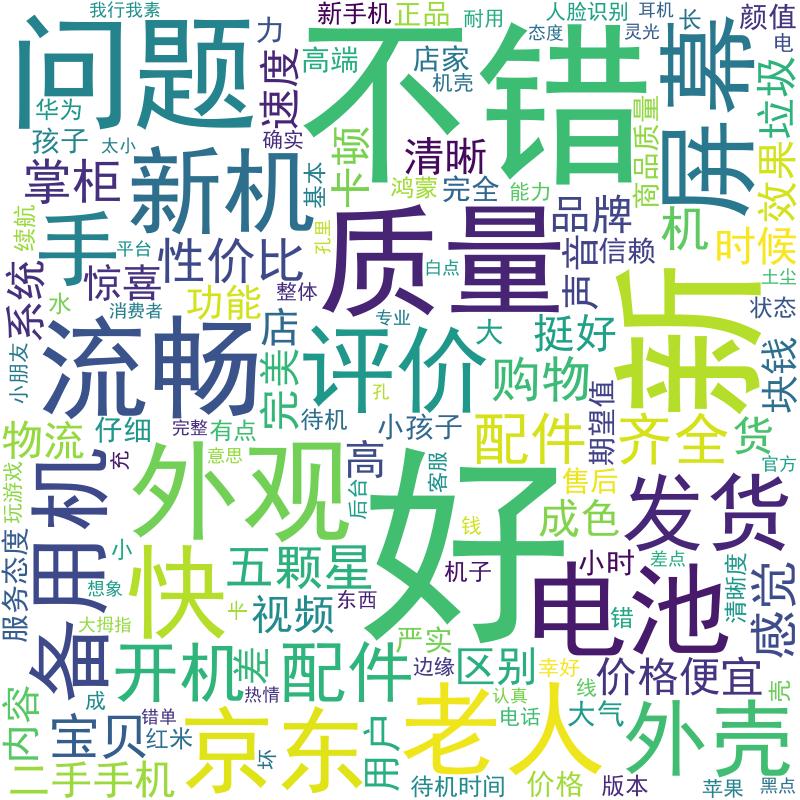 我行我素
新手机
正品
耐用
人脸识别
耳机
长
颜值
问题
力
速度
高端
不错
店家
态度
灵光
屏幕
电
华为
机壳
垃圾
孩子
太小
确实
卡顿
清晰
商品质量
效果
掌柜
新机
基本
鸿蒙
完全
能力
续航
手
平台
孔里
质量
品牌
机
时候
系统
惊喜
性价比
白点
声音
信赖
土尘
水
消费者
功能
整体
专业
新
状态
小朋友
流畅
店
评价
大
挺好
块钱
完美
孔
购物
期望值
物流
仔细
完整
有点
待机
小孩子
配件
齐全
货
玩游戏
备用机
充
外观
意思
高
后台
客服
好
售后
官方
发货
服务态度
小
快
五颗星
钱
成色
小时
差点
想象
半
视频
东西
机子
电池
错
清晰度
感觉
大拇指
严实
内容
成
开机
差
配件
边缘
区别
幸好
价格便宜
热情
认真
线
壳
宝贝
错单
红米
京东
坏
用户
老人
电话
大气
外壳
二手手机
待机时间
价格
版本
苹果
黑点